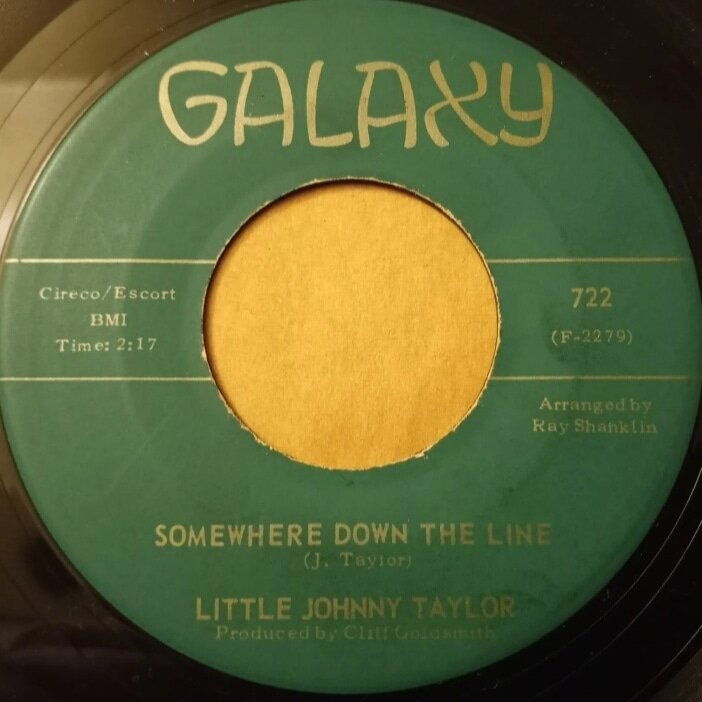 GALAXY
Cireco/Escort
BMI
Time: 2:17
722
(F-2279)
Arranged by
Ray Shanklin
SOMEWHERE DOWN THE LINE
(J. Taylor)
LITTLE JOHNNY TAYLOR
Produced by Cliff Goldsmith